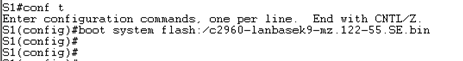 S1#conf t
Enter configuration commands, one per line.  End with CNTL/Z.
S1(config)#boot system flash:/c2960-lanbasek9-mz.122-55.SE.bin
S1(config)#
S1(config)#